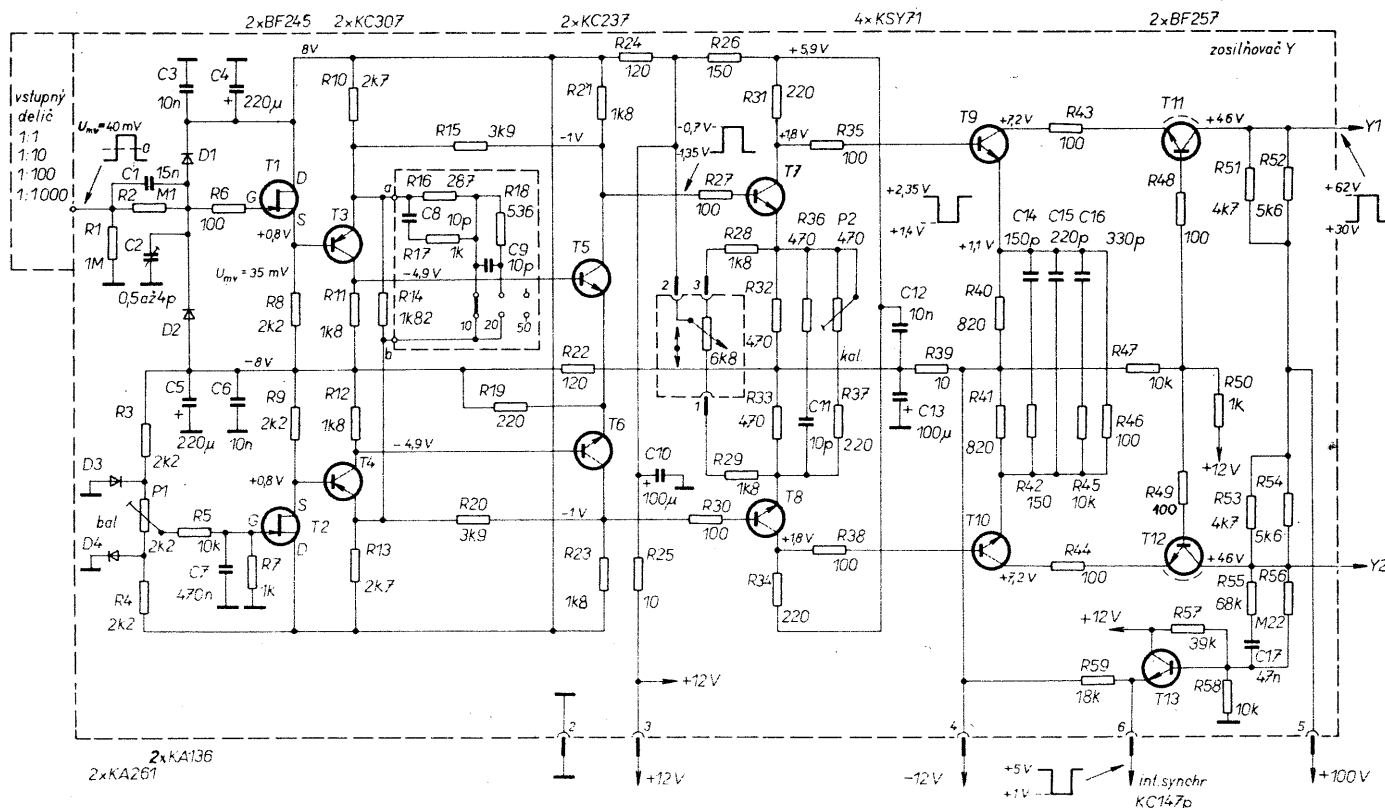 2xBF245 2xKC307 2xKC237 4xKSY71 2xBF257
zosilňovač Y
vstupný
delič
1:1
1:10
1:100
1:1000
Umv=40mV
0
C3
10n
C4
+ 220µ
8V
R10
2k7
R24
120
R26
150
+5,9V
R21
1k8
R31
220
R15 3k9
-1V
-0,7V
-1,35V
+1,8V
R35
100
T9
+7,2V
R43
100
T11
+46V
Y1
D1
C1 15n
R2 M1
R6
100
T1
D
G
S
R1
1M
C2
0,5až4p
+0,8V
T3
Umv=35mV
a
R16 287
R18
536
C8
10p
R17
1k
C9
10p
10
20
50
b
R14
1k82
R11
1k8
-4,9V
T5
R27
100
T7
R28
1k8
R36
470
P2
470
kal.
+2,35V
+1,4V
+1,1V
C14
150p
C15
220p
C16
330p
R48
100
R51
4k7
R52
5k6
+62V
+30V
R8
2k2
D2
-8V
R22
120
2
3
6k8
1
R32
470
C12
10n
R40
820
R39
10
R47
10k
R50
1k
+12V
R3
2k2
C5
+
220µ
C6
10n
R9
2k2
R12
1k8
R19
220
T6
R33
470
C11
10p
R37
220
C13
+
100µ
R41
820
R46
100
R42
150
R45
10k
R49
100
R53
4k7
R54
5k6
D3
P1
2k2
bal
D4
R4
2k2
R5
10k
C7
470n
R7
1k
G
S
D
T2
+0,8V
T4
-4,9V
C10
+
100µ
R29
1k8
T8
R20
3k9
-1V
R30
100
+1,8V
R38
100
T10
+7,2V
R44
100
T12
+46V
Y2
R13
2k7
R23
1k8
R25
10
R34
220
R55
68k
R56
M22
C17
47n
+12V
R57
39k
R59
18k
T13
R58
10k
+12V
2
3
4
6
5
2xKA136
2xKA261
+12V
-12V
+5V
+1V
int.synchr
KC147p
+100V